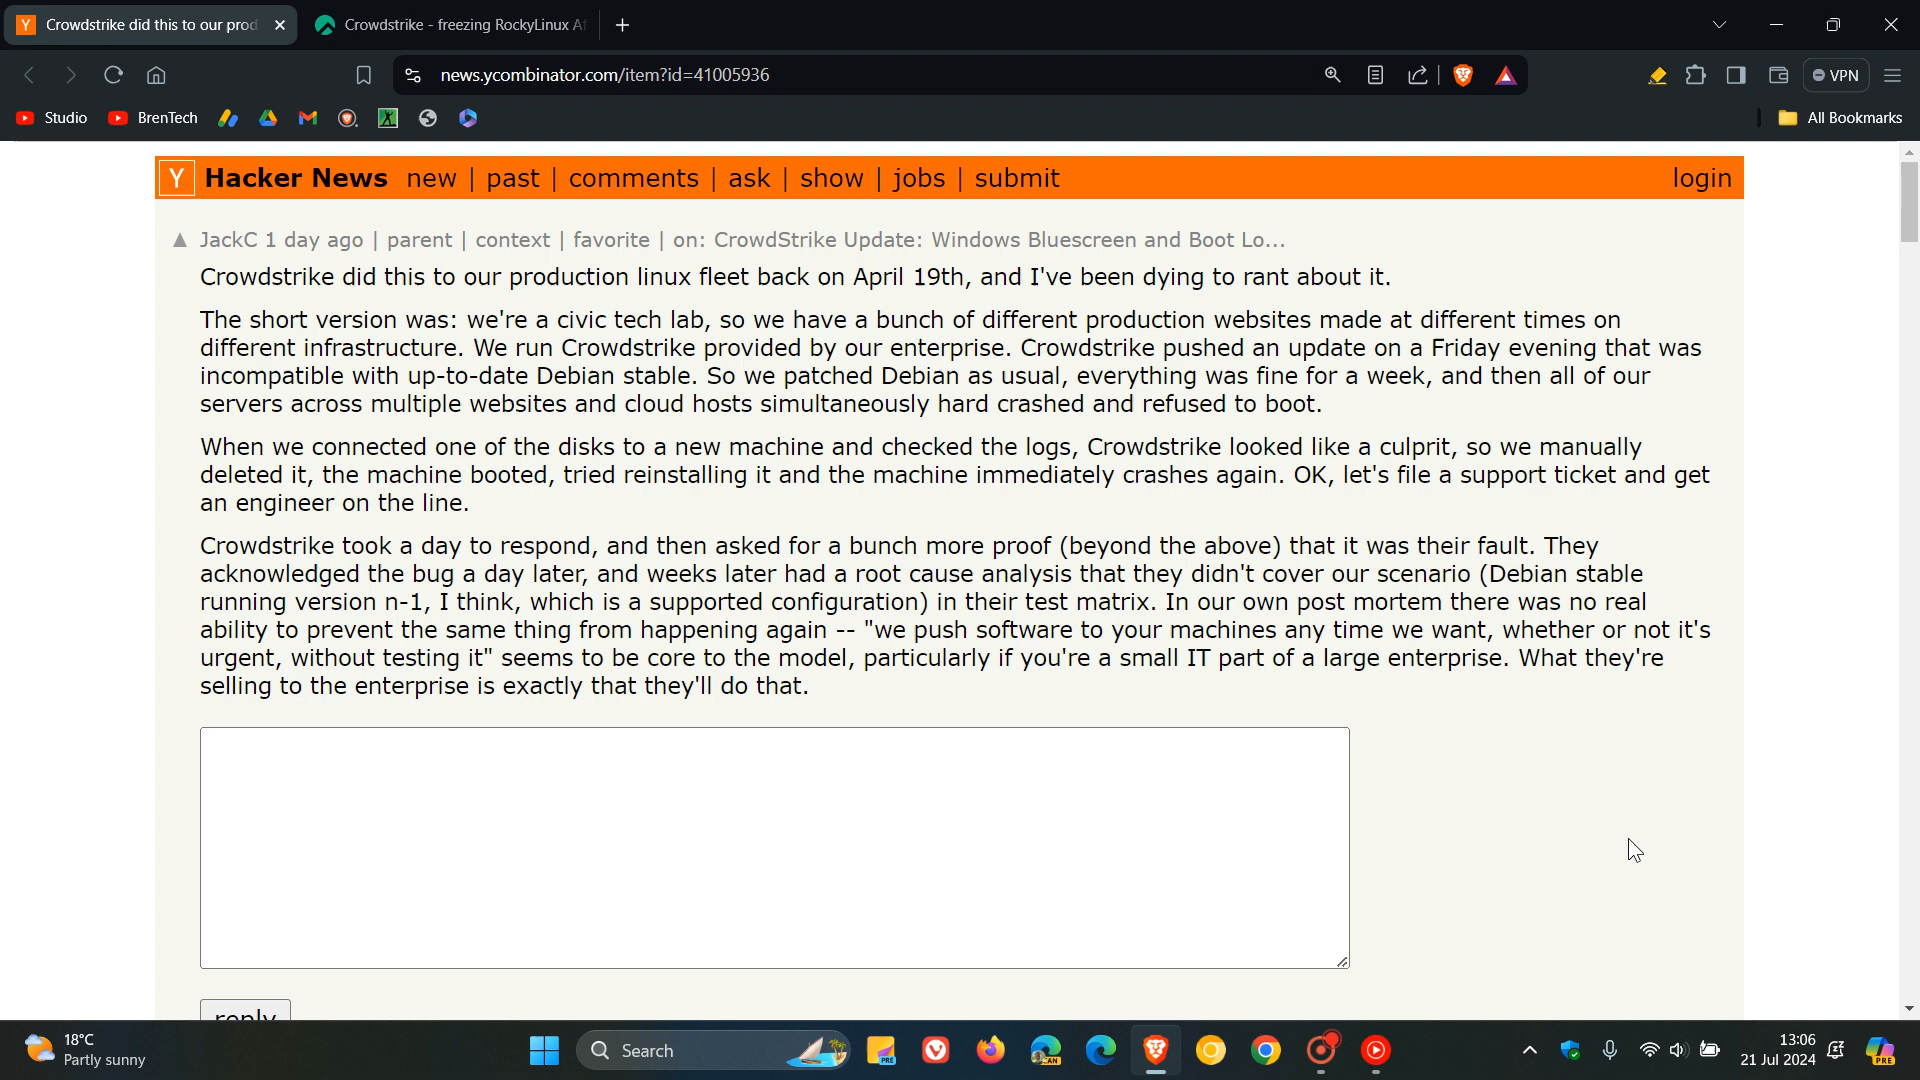 Crowdstrike did this to our prod
Crowdstrike - freezing RockyLinux Af
news.ycombinator.com/item?id=41005936
VPN
Studio
BrenTech
All Bookmarks
Y
Hacker News new | past | comments | ask | show | jobs | submit
login
▲ JackC 1 day ago | parent | context | favorite | on: CrowdStrike Update: Windows Bluescreen and Boot Lo...
Crowdstrike did this to our production linux fleet back on April 19th, and I've been dying to rant about it.
The short version was: we're a civic tech lab, so we have a bunch of different production websites made at different times on
different infrastructure. We run Crowdstrike provided by our enterprise. Crowdstrike pushed an update on a Friday evening that was
incompatible with up-to-date Debian stable. So we patched Debian as usual, everything was fine for a week, and then all of our
servers across multiple websites and cloud hosts simultaneously hard crashed and refused to boot.
When we connected one of the disks to a new machine and checked the logs, Crowdstrike looked like a culprit, so we manually
deleted it, the machine booted, tried reinstalling it and the machine immediately crashes again. OK, let's file a support ticket and get
an engineer on the line.
Crowdstrike took a day to respond, and then asked for a bunch more proof (beyond the above) that it was their fault. They
acknowledged the bug a day later, and weeks later had a root cause analysis that they didn't cover our scenario (Debian stable
running version n-1, I think, which is a supported configuration) in their test matrix. In our own post mortem there was no real
ability to prevent the same thing from happening again -- "we push software to your machines any time we want, whether or not it's
urgent, without testing it" seems to be core to the model, particularly if you're a small IT part of a large enterprise. What they're
selling to the enterprise is exactly that they'll do that.
reply
18°C
Partly sunny
Search
PRE
CAN
13:06
21 Jul 2024
PRE